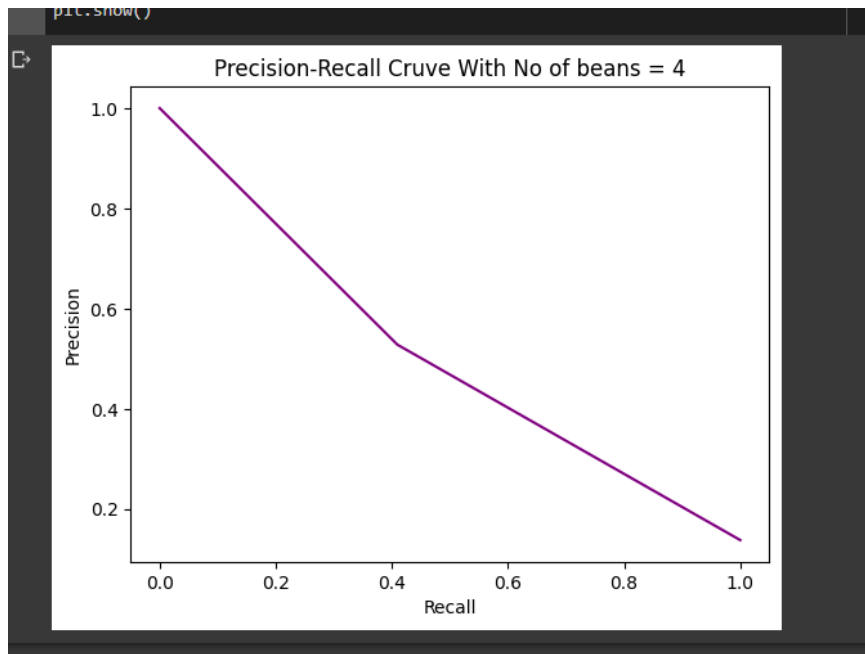 plt.show()
Precision-Recall Cruve With No of beans = 4
1.0
0.8
0.6
0.4
0.2
Precision
0.0 0.2 0.4 0.6 0.8 1.0
Recall